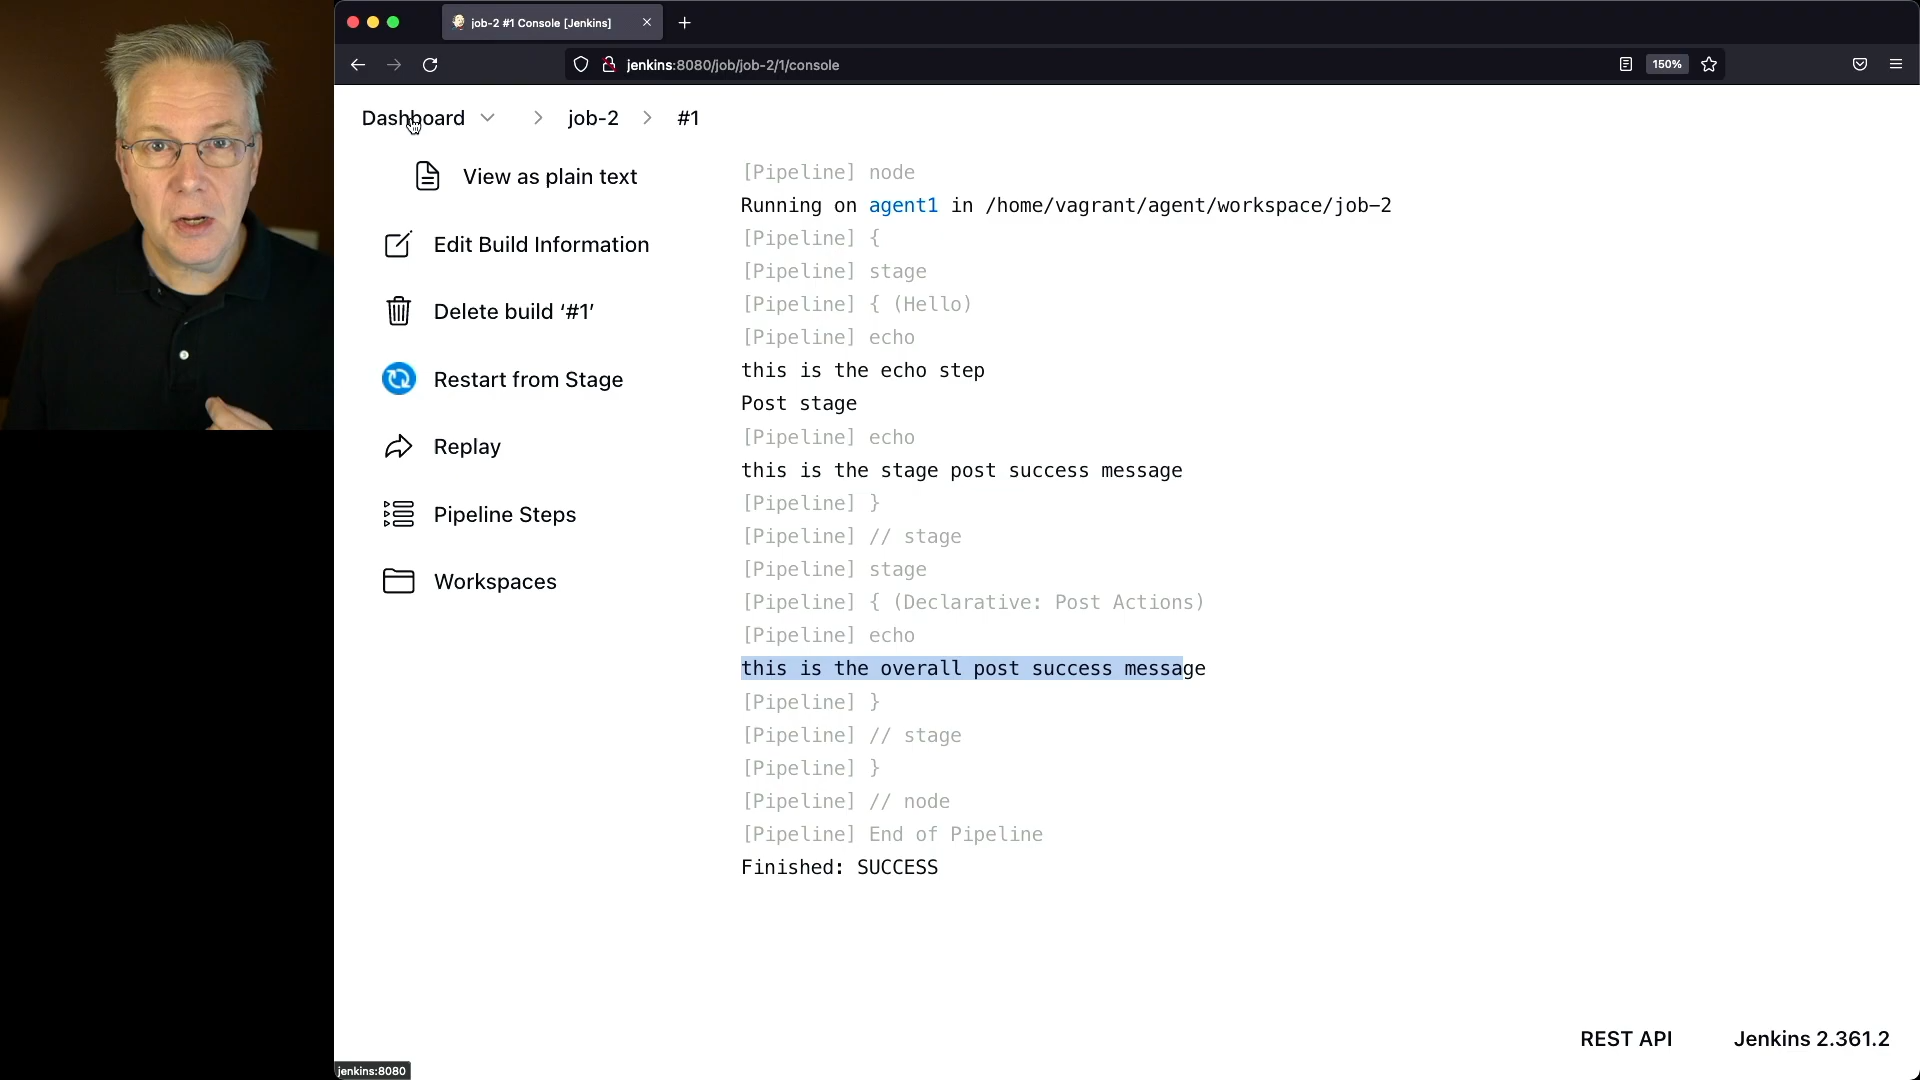 job-2 #1 Console [Jenkins]
jenkins:8080/job/job-2/1/console
150%
Dashboard
job-2
#1
View as plain text
Edit Build Information
Delete build ‘#1’
Restart from Stage
Replay
Pipeline Steps
Workspaces
[Pipeline] node
Running on agent1 in /home/vagrant/agent/workspace/job-2
[Pipeline] {
[Pipeline] stage
[Pipeline] { (Hello)
[Pipeline] echo
this is the echo step
Post stage
[Pipeline] echo
this is the stage post success message
[Pipeline] }
[Pipeline] // stage
[Pipeline] stage
[Pipeline] { (Declarative: Post Actions)
[Pipeline] echo
this is the overall post success message
[Pipeline] }
[Pipeline] // stage
[Pipeline] }
[Pipeline] // node
[Pipeline] End of Pipeline
Finished: SUCCESS
REST API
Jenkins 2.361.2
jenkins:8080